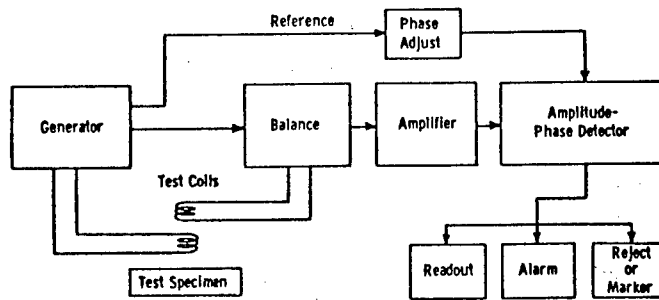 Reference
Phase
Adjust
Generator
Balance
Amplifier
Amplitude-
Phase Detector
Test Coils
Test Specimen
Readout
Alarm
Reject
or
Marker